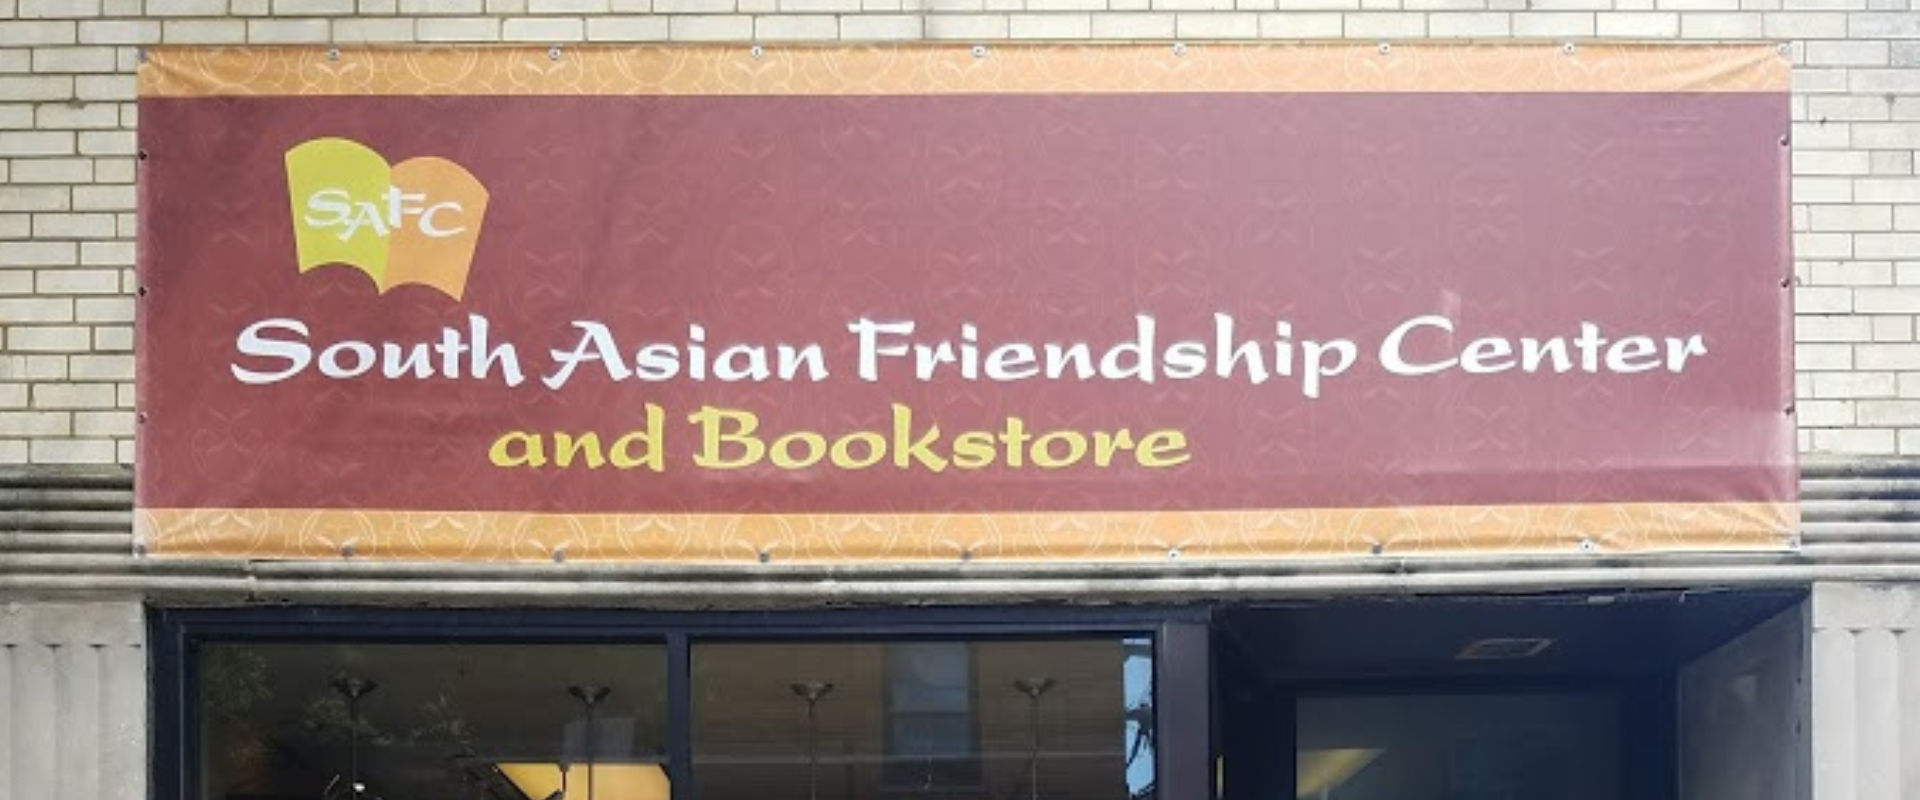 SAFC
South Asian Friendship Center
and Bookstore